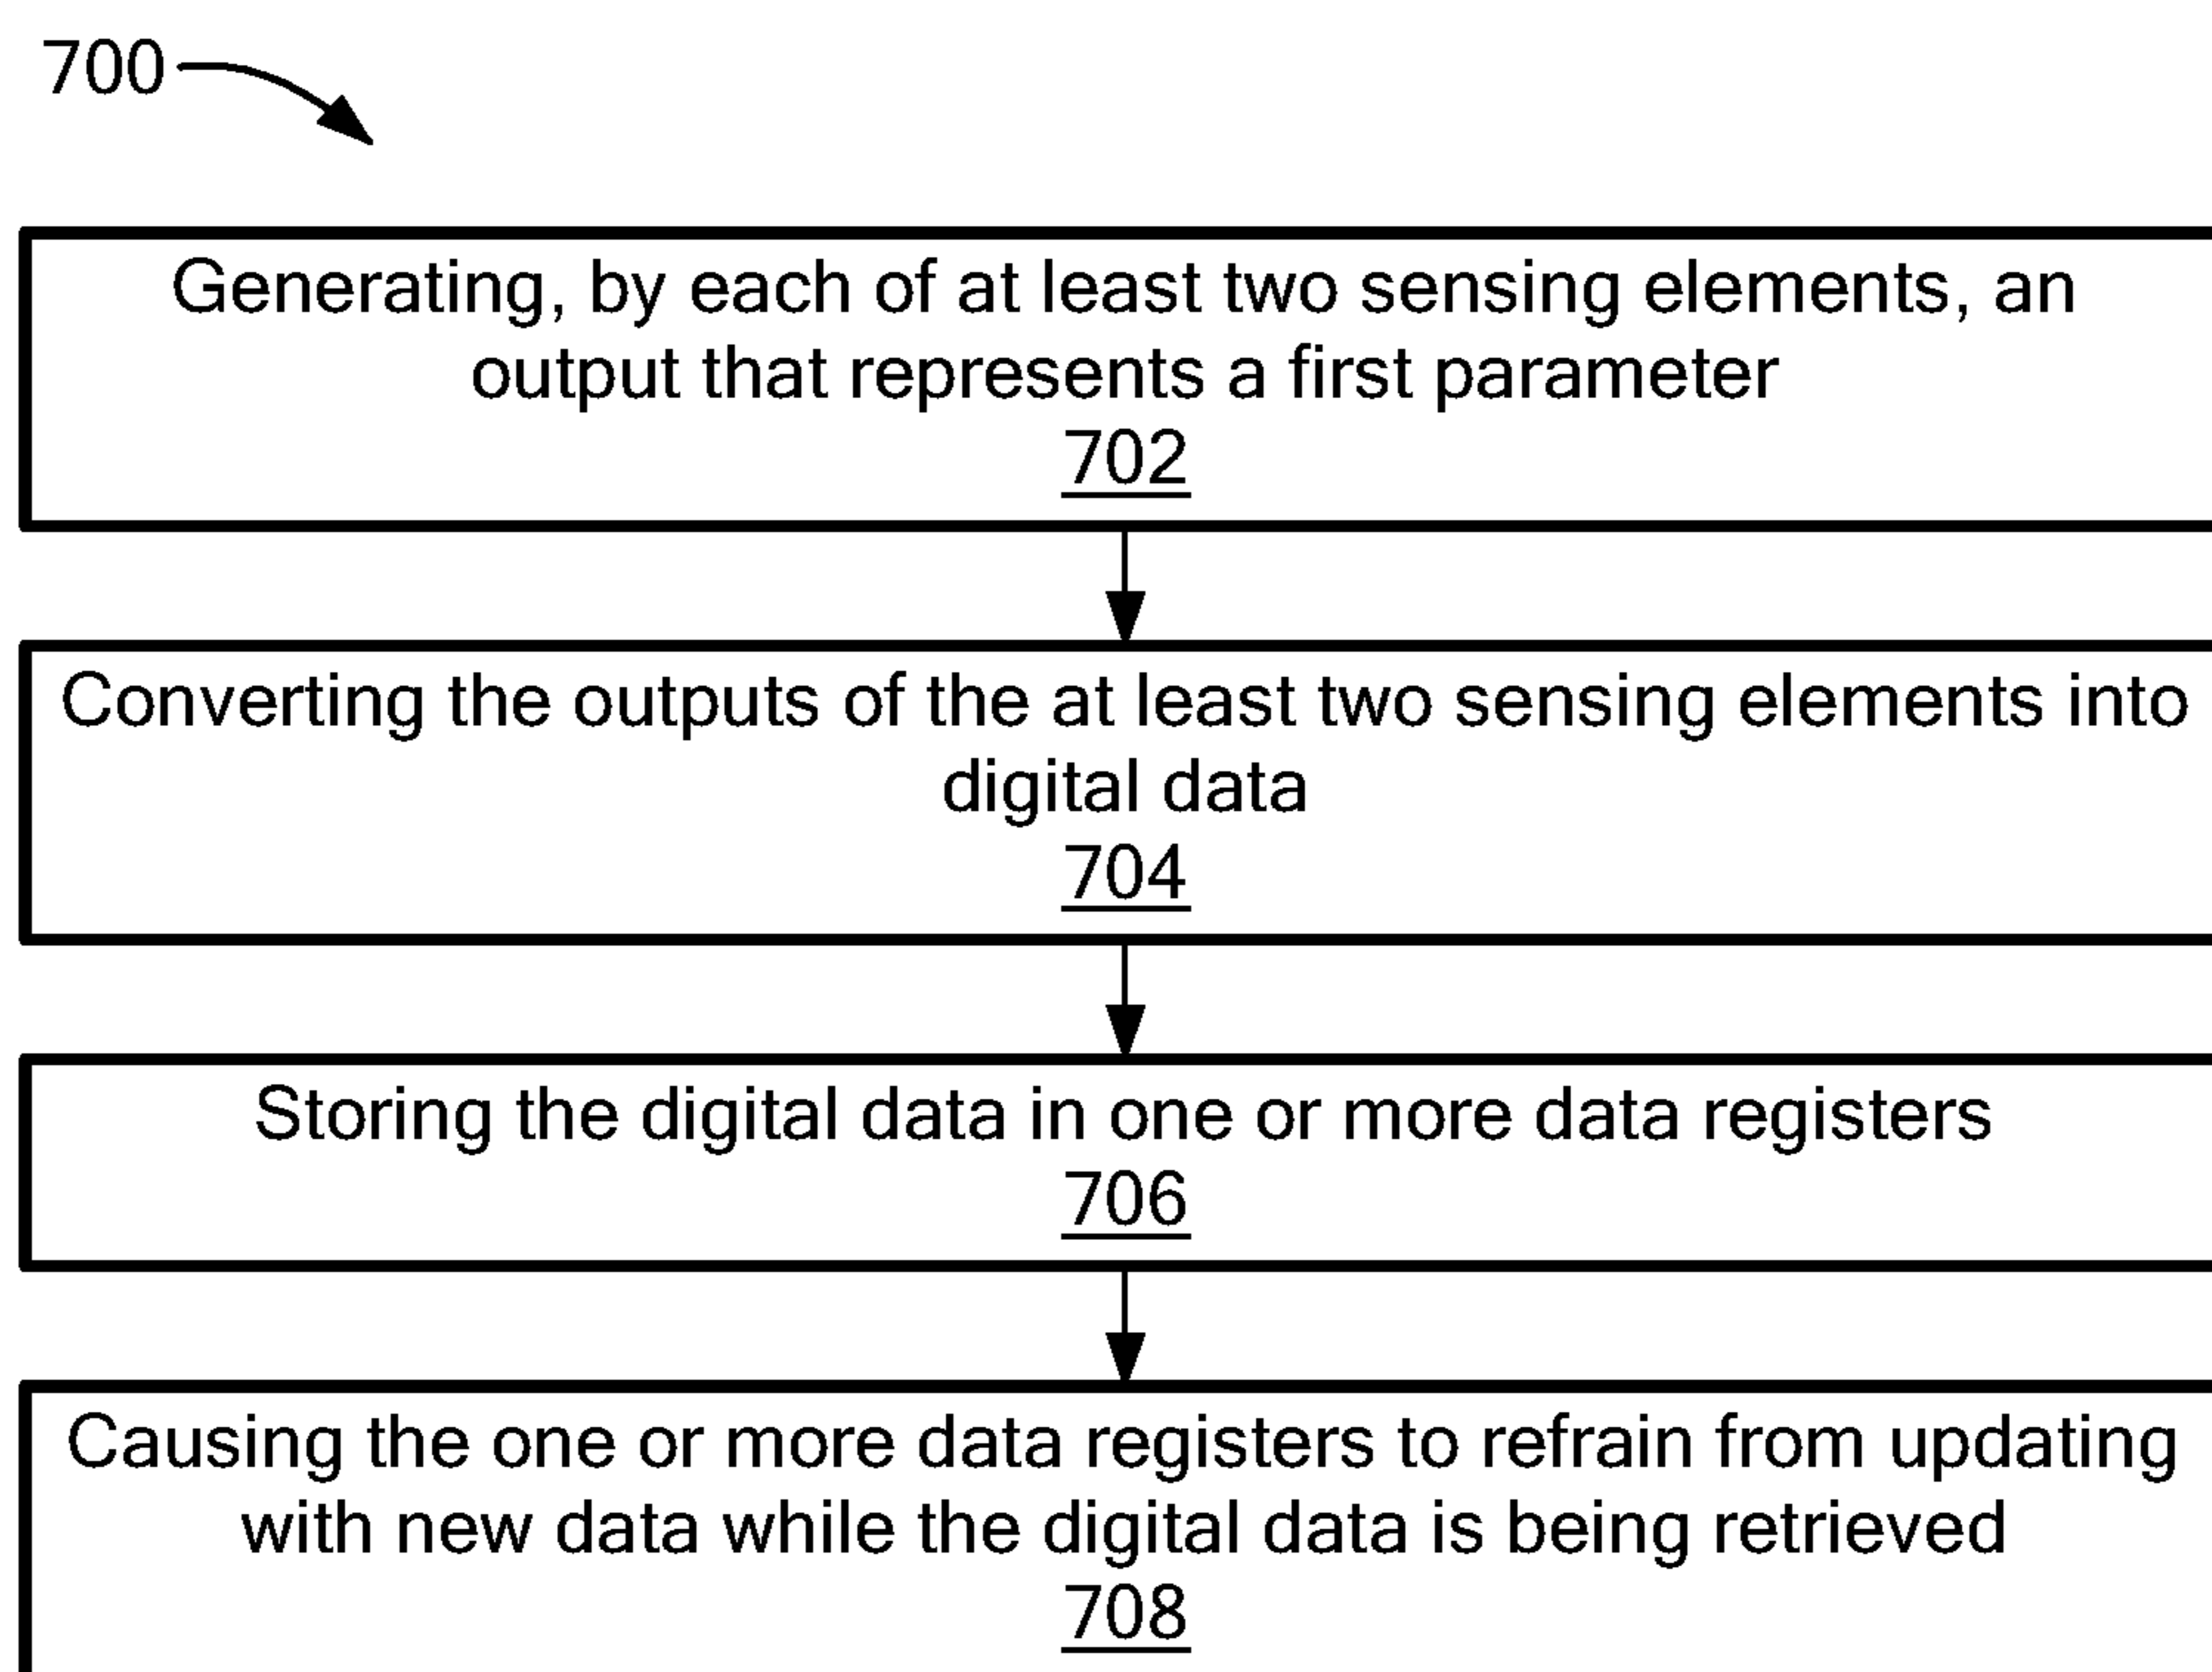 700
Generating, by each of at least two sensing elements, an
output that represents a first parameter
702
Converting the outputs of the at least two sensing elements into
digital data
704
Storing the digital data in one or more data registers
706
Causing the one or more data registers to refrain from updating
with new data while the digital data is being retrieved
708